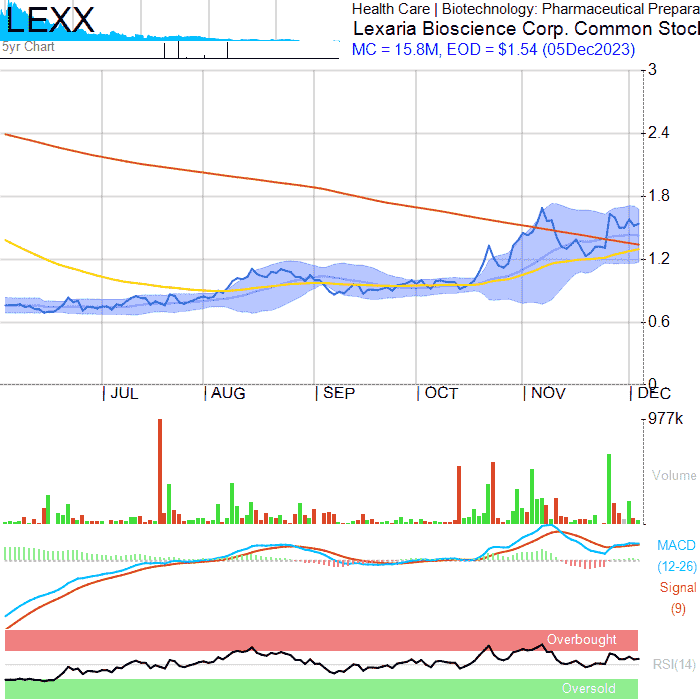 LEXX
Health Care | Biotechnology: Pharmaceutical Prepara
Lexaria Bioscience Corp. Common Stoc
5yr Chart
MC = 15.8M, EOD = $1.54 (05Dec2023)
3
2.4
1.8
1.2
0.6
0
JUL AUG SEP OCT NOV DEC
977k
Volume
MACD
(12-26)
Signal
(9)
Overbought
RSI(14)
Oversold